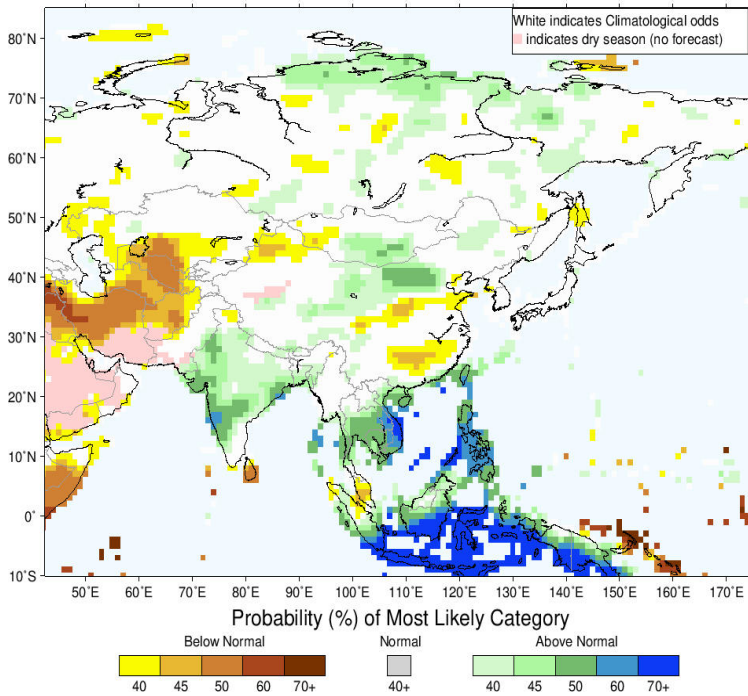 White indicates Climatological odds
indicates dry season (no forecast)
80°N
70°N
60°N
50°N
40°N
30°N
20°N
10°N
0°
10°S
50°E
60°E
70°E
80°E
90°E
100°E
110°E
120°E
130°E
140°E
150°E
160°E
170°E
Probability (%) of Most Likely Category
Below Normal
Normal
Above Normal
40
45
50
60
70+
40+
40
45
50
60
70+